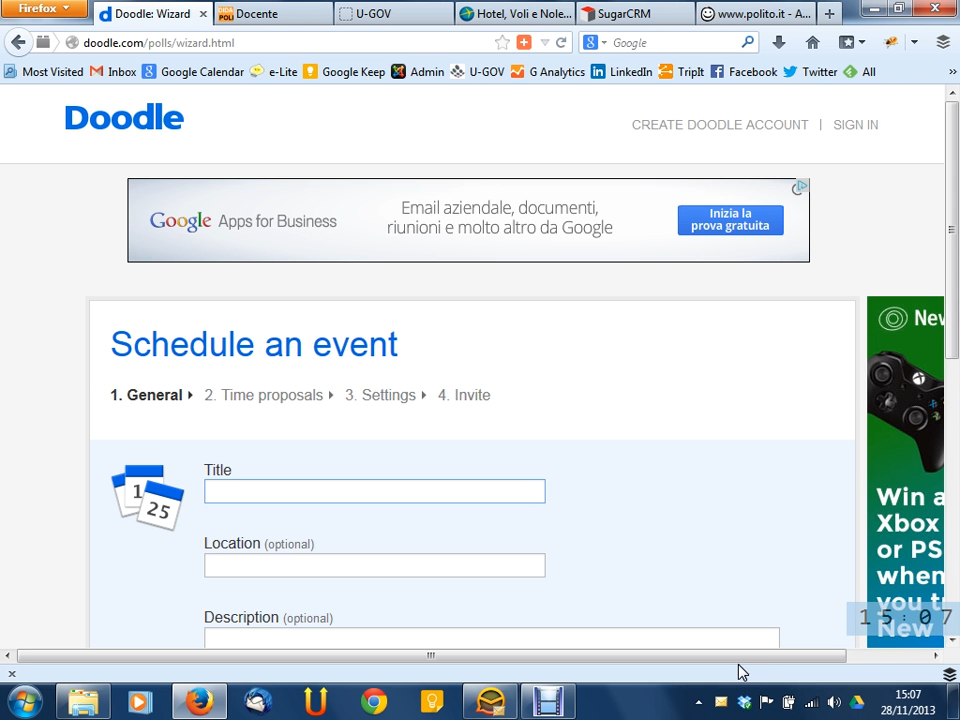 Firefox
Doodle: Wizard
Docente
U-GOV
Hotel, Voli e Nole...
SugarCRM
www.polito.it - A...
doodle.com/polls/wizard.html
Google
Most Visited
Inbox
Google Calendar
e-Lite
Google Keep
Admin
U-GOV
G Analytics
LinkedIn
TripIt
Facebook
Twitter
All
Doodle
CREATE DOODLE ACCOUNT | SIGN IN
Google Apps for Business
Email aziendale, documenti,
riunioni e molto altro da Google
Inizia la
prova gratuita
Schedule an event
1. General
2. Time proposals
3. Settings
4. Invite
1
25
Title
Location (optional)
Description (optional)
New
Win a
Xbox
or PS
when
you t
New
15:07
15:07
28/11/2013